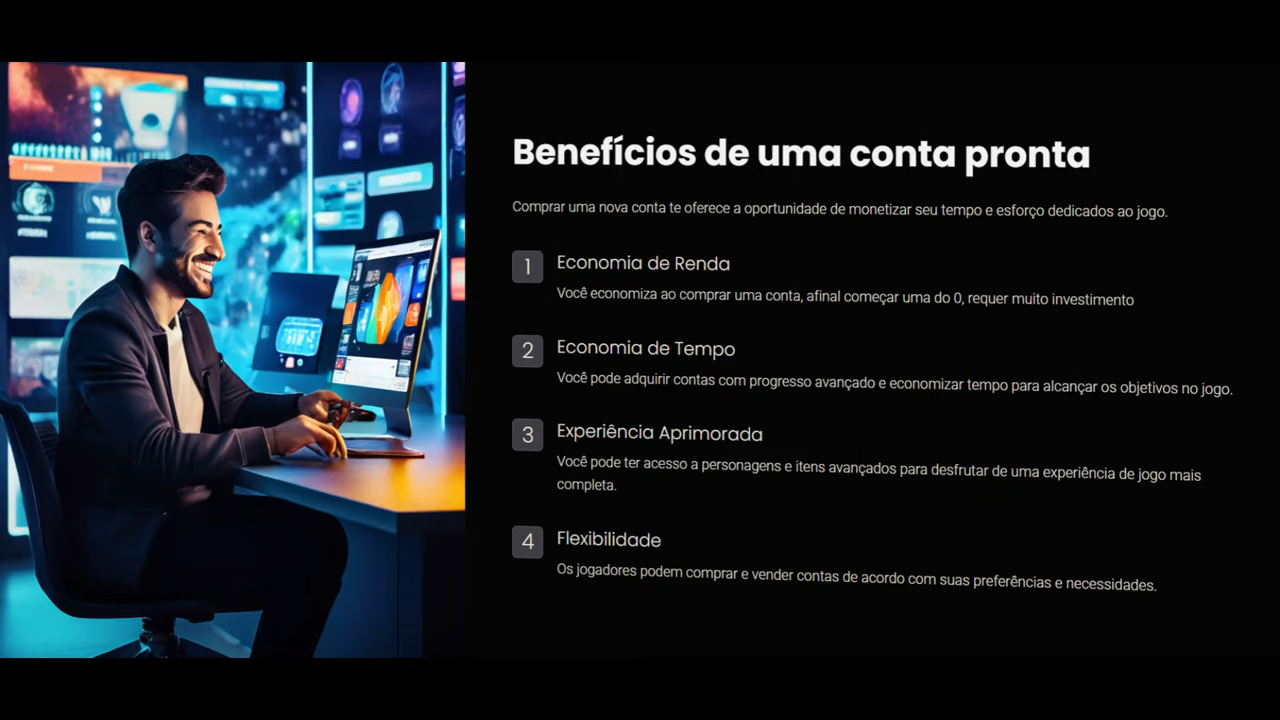 Benefícios de uma conta pronta
Comprar uma nova conta te oferece a oportunidade de monetizar seu tempo e esforço dedicados ao jogo.
1 Economia de Renda
Você economiza ao comprar uma conta, afinal começar uma do 0, requer muito investimento
2 Economia de Tempo
Você pode adquirir contas com progresso avançado e economizar tempo para alcançar os objetivos no jogo.
3 Experiência Aprimorada
Você pode ter acesso a personagens e itens avançados para desfrutar de uma experiência de jogo mais
completa.
4 Flexibilidade
Os jogadores podem comprar e vender contas de acordo com suas preferências e necessidades.